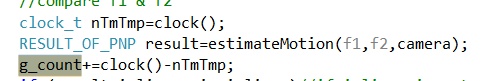 //compare f1 & f2
clock_t nTmTmp=clock();
RESULT_OF_PNP result=estimateMotion(f1,f2,camera);
g_count+=clock()-nTmTmp;